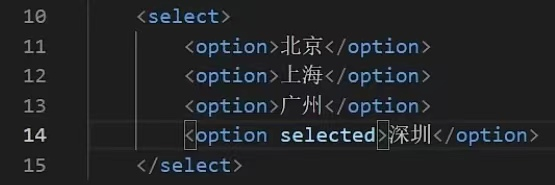 10 <select>
11 <option>北京</option>
12 <option>上海</option>
13 <option>广州</option>
14 <option selected>深圳</option>
15 </select>